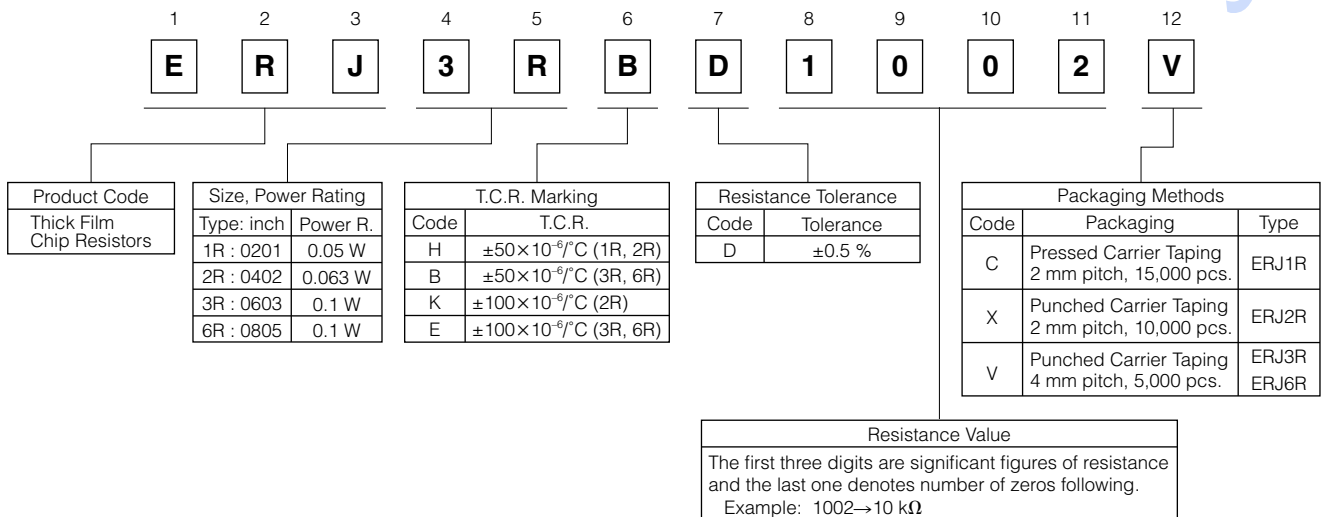 1 2 3 4 5 6 7 8 9 10 11 12
E R J 3 R B D 1 0 0 2 V
Product Code
Thick Film
Chip Resistors
Size, Power Rating
Type: inch Power R.
1R : 0201 0.05 W
2R : 0402 0.063 W
3R : 0603 0.1 W
6R : 0805 0.1 W
T.C.R. Marking
Code T.C.R.
H ±50×10⁻⁶/°C (1R, 2R)
B ±50×10⁻⁶/°C (3R, 6R)
K ±100×10⁻⁶/°C (2R)
E ±100×10⁻⁶/°C (3R, 6R)
Resistance Tolerance
Code Tolerance
D ±0.5 %
Packaging Methods
Code Packaging Type
C Pressed Carrier Taping ERJ1R
2 mm pitch, 15,000 pcs.
X Punched Carrier Taping ERJ2R
2 mm pitch, 10,000 pcs.
V Punched Carrier Taping ERJ3R
4 mm pitch, 5,000 pcs. ERJ6R
Resistance Value
The first three digits are significant figures of resistance
and the last one denotes number of zeros following.
Example: 1002→10 kΩ